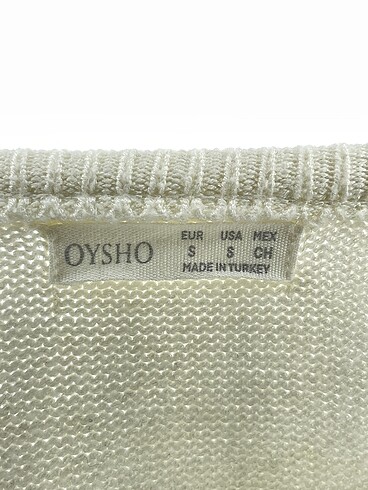 OYSHO
EUR USA MEX
S S CH
MADE IN TURKEY